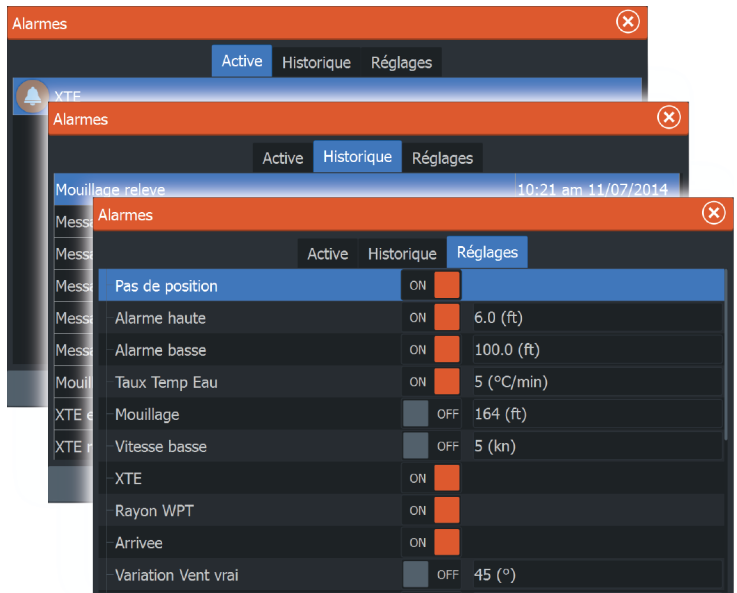 Alarmes
Active Historique Réglages
XTE
Alarmes
Active Historique Réglages
Mouillage releve 10:21 am 11/07/2014
Alarmes
Active Historique Réglages
Pas de position ON
Alarme haute ON 6.0 (ft)
Alarme basse ON 100.0 (ft)
Taux Temp Eau ON 5 (°C/min)
Mouillage OFF 164 (ft)
Vitesse basse OFF 5 (kn)
XTE ON
Rayon WPT ON
Arrivee ON
Variation Vent vrai OFF 45 (°)
XTE
XTE